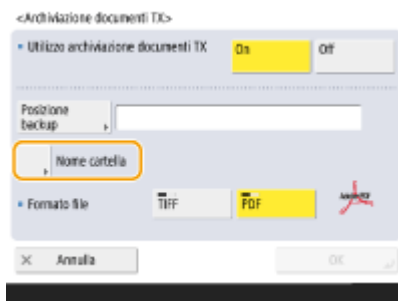 <Archiviazione documenti TX>
Utilizzo archiviazione documenti TX On Off
Posizione
backup
Nome cartella
Formato file TIFF PDF
× Annulla OK